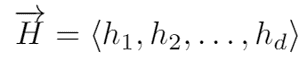 $\overrightarrow{H} = \langle h_1, h_2, \ldots, h_d \rangle$